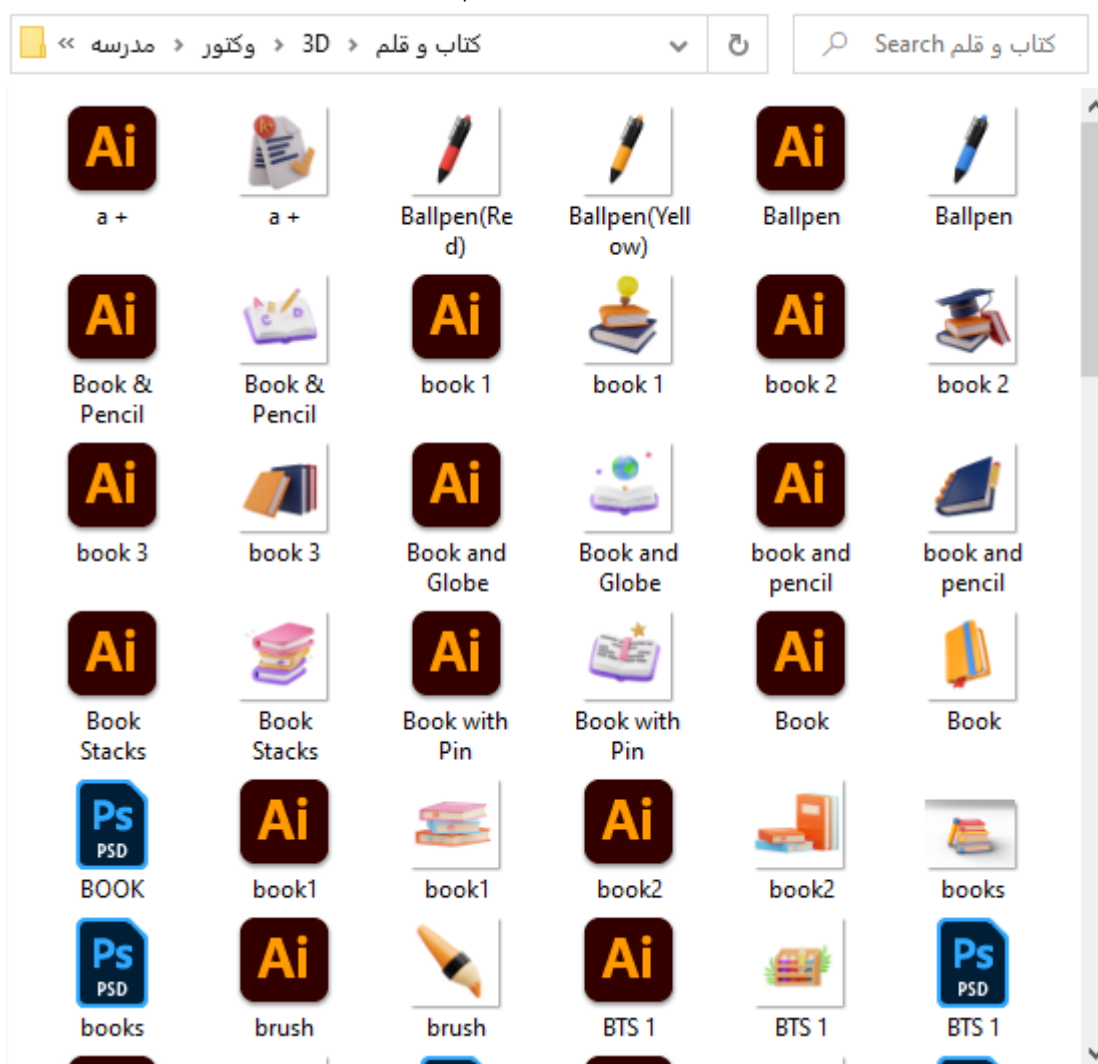 » مدرسه › وکتور › 3D › کتاب و قلم
Search کتاب و قلم
Ai Ai
a + a + Ballpen(Re Ballpen(Yell Ballpen Ballpen
d) ow)
Ai Ai Ai
Book & Book & book 1 book 1 book 2 book 2
Pencil Pencil
Ai Ai Ai
book 3 book 3 Book and Book and book and book and
Globe Globe pencil pencil
Ai Ai Ai
Book Book Book with Book with Book Book
Stacks Stacks Pin Pin
Ps Ai Ai
PSD
BOOK book1 book1 book2 book2 books
Ps Ai Ai Ps
PSD PSD
books brush brush BTS 1 BTS 1 BTS 1